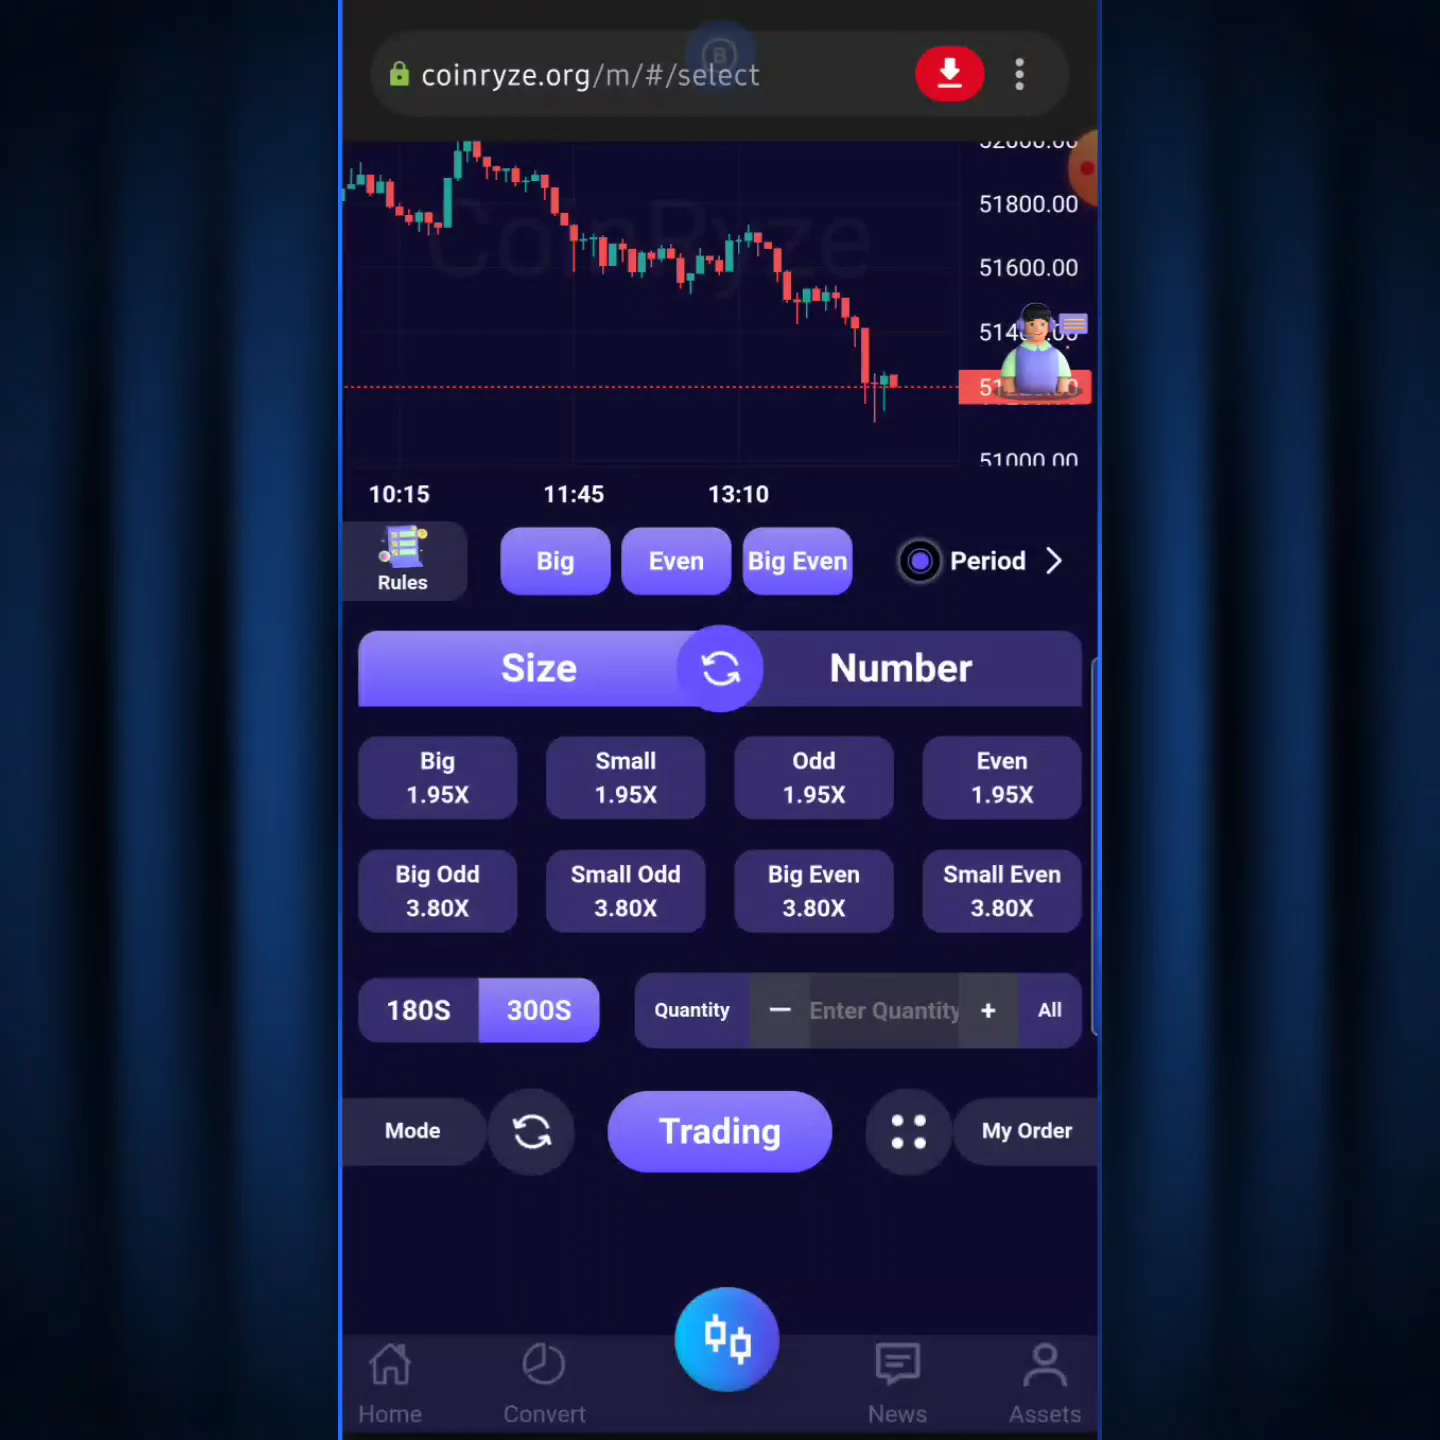 B
coinryze.org/m/#/select
CoinRyze
51800.00
51600.00
51000.00
10:15 11:45 13:10
Rules
Big Even Big Even Period
Size Number
Big Small Odd Even
1.95X 1.95X 1.95X 1.95X
Big Odd Small Odd Big Even Small Even
3.80X 3.80X 3.80X 3.80X
180S 300S Quantity Enter Quantity All
Mode Trading My Order
Home Convert News Assets